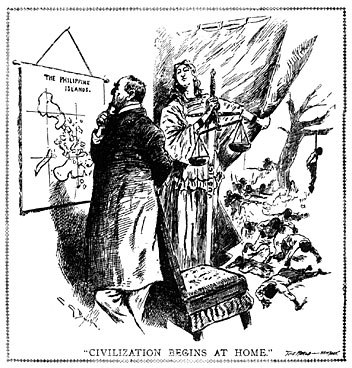 THE PHILIPPINE
ISLANDS.
"CIVILIZATION BEGINS AT HOME."